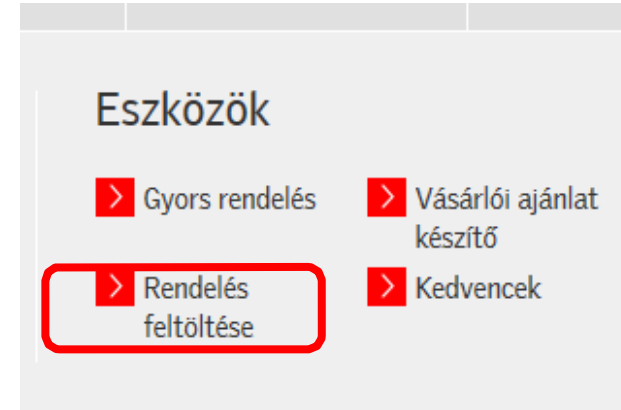 Eszközök
Gyors rendelés
Vásárlói ajánlat
készítő
Rendelés
feltöltése
Kedvencek